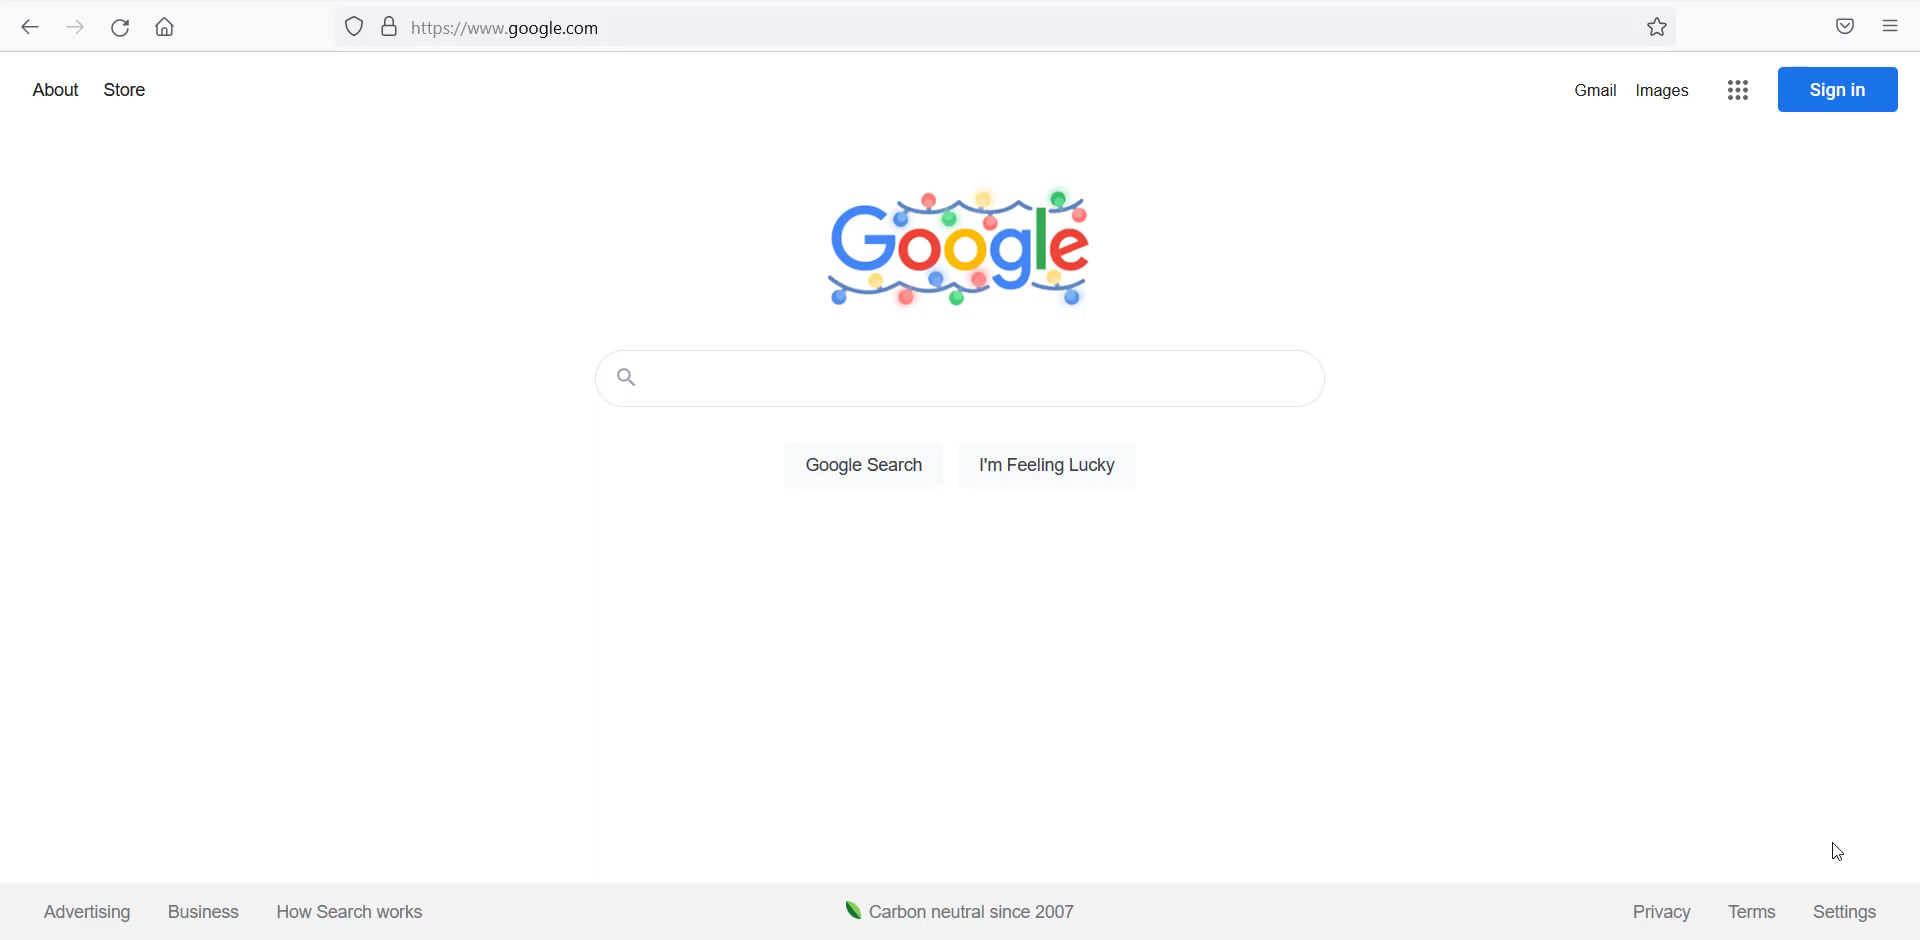 https://www.google.com
About Store Gmail Images Sign in
Google
Google Search I'm Feeling Lucky
Advertising Business How Search works Carbon neutral since 2007 Privacy Terms Settings